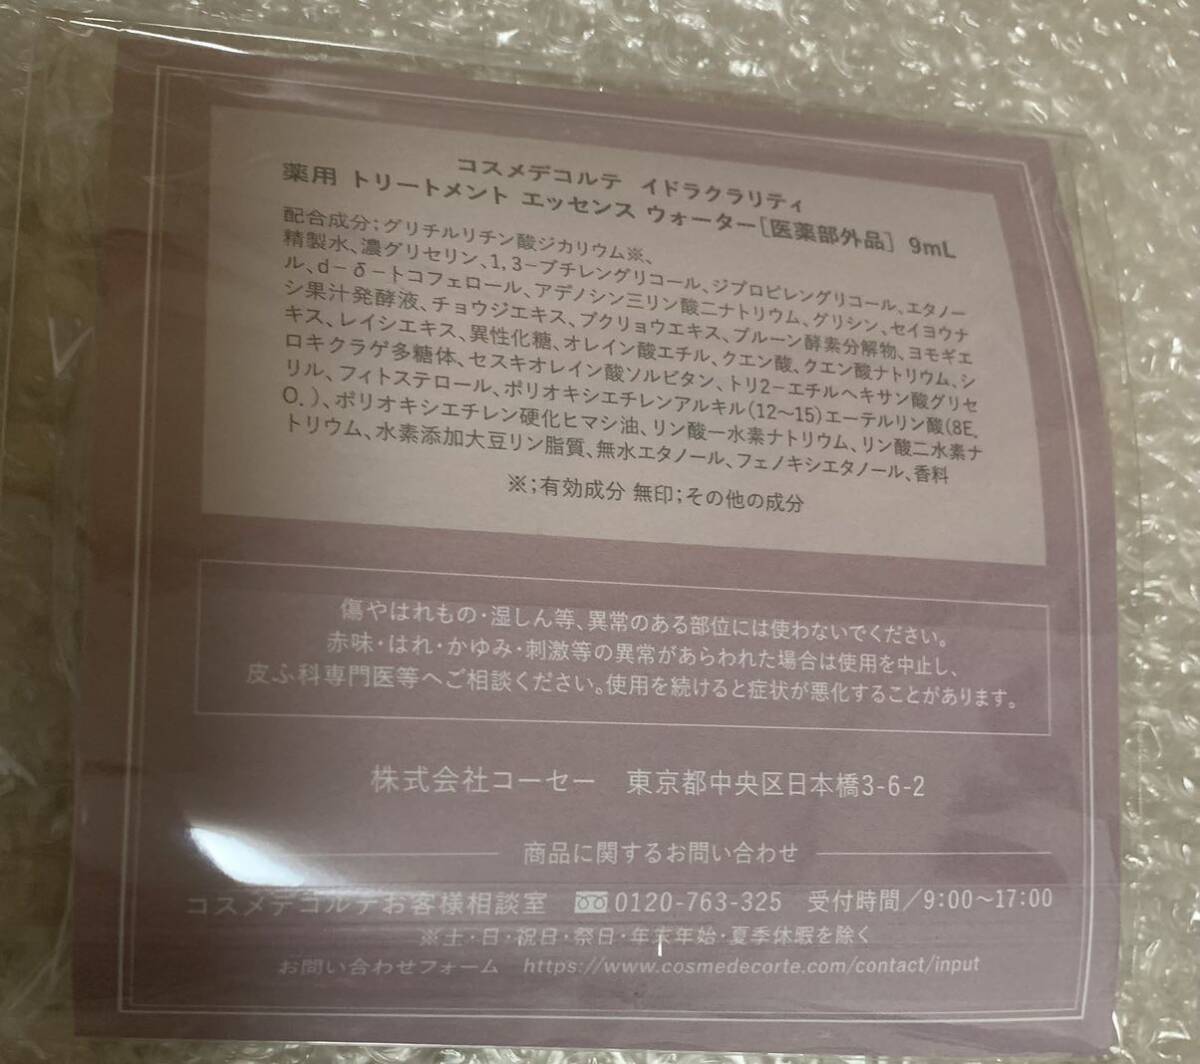 コスメデコルテ イドラクラリティ
薬用 トリートメント エッセンス ウォーター[医薬部外品] 9mL
配合成分;グリチルリチン酸ジカリウム※、
精製水、濃グリセリン、1,3-ブチレングリコール、ジプロピレングリコール、エタノー
ル、d-δ-トコフェロール、アデノシン三リン酸二ナトリウム、グリシン、セイヨウナ
シ果汁発酵液、チョウジエキス、ブクリョウエキス、プルーン酵素分解物、ヨモギエ
キス、レイシエキス、異性化糖、オレイン酸エチル、クエン酸、クエン酸ナトリウム、シ
ロキクラゲ多糖体、セスキオレイン酸ソルビタン、トリ2-エチルヘキサン酸グリセ
リル、フィトステロール、ポリオキシエチレンアルキル(12~15)エーテルリン酸(8E.
O.)、ポリオキシエチレン硬化ヒマシ油、リン酸一水素ナトリウム、リン酸二水素ナ
トリウム、水素添加大豆リン脂質、無水エタノール、フェノキシエタノール、香料
※;有効成分 無印;その他の成分
傷やはれもの・湿しん等、異常のある部位には使わないでください。
赤味・はれ・かゆみ・刺激等の異常があらわれた場合は使用を中止し、
皮ふ科専門医等へご相談ください。使用を続けると症状が悪化することがあります。
株式会社コーセー 東京都中央区日本橋3-6-2
商品に関するお問い合わせ
コスメデコルテお客様相談室 0120-763-325 受付時間/9:00~17:00
※土・日・祝日・祭日・年末年始・夏季休暇を除く
お問い合わせフォーム https://www.cosmedecorte.com/contact/input